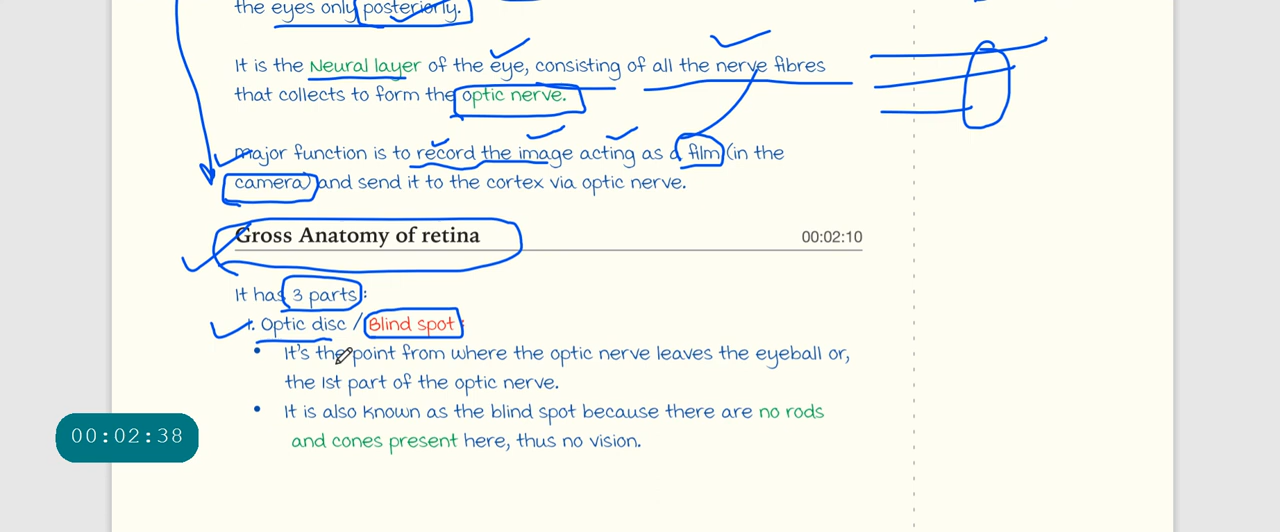 the eyes only posteriorly.
It is the Neural layer of the eye, consisting of all the nerve fibres
that collects to form the optic nerve.
Major function is to record the image acting as a film (in the
camera) and send it to the cortex via optic nerve.
Gross Anatomy of retina 00:02:10
It has 3 parts:
1. Optic disc / Blind spot:
• It's the point from where the optic nerve leaves the eyeball or,
the 1st part of the optic nerve.
• It is also known as the blind spot because there are no rods
00:02:38
and cones present here, thus no vision.